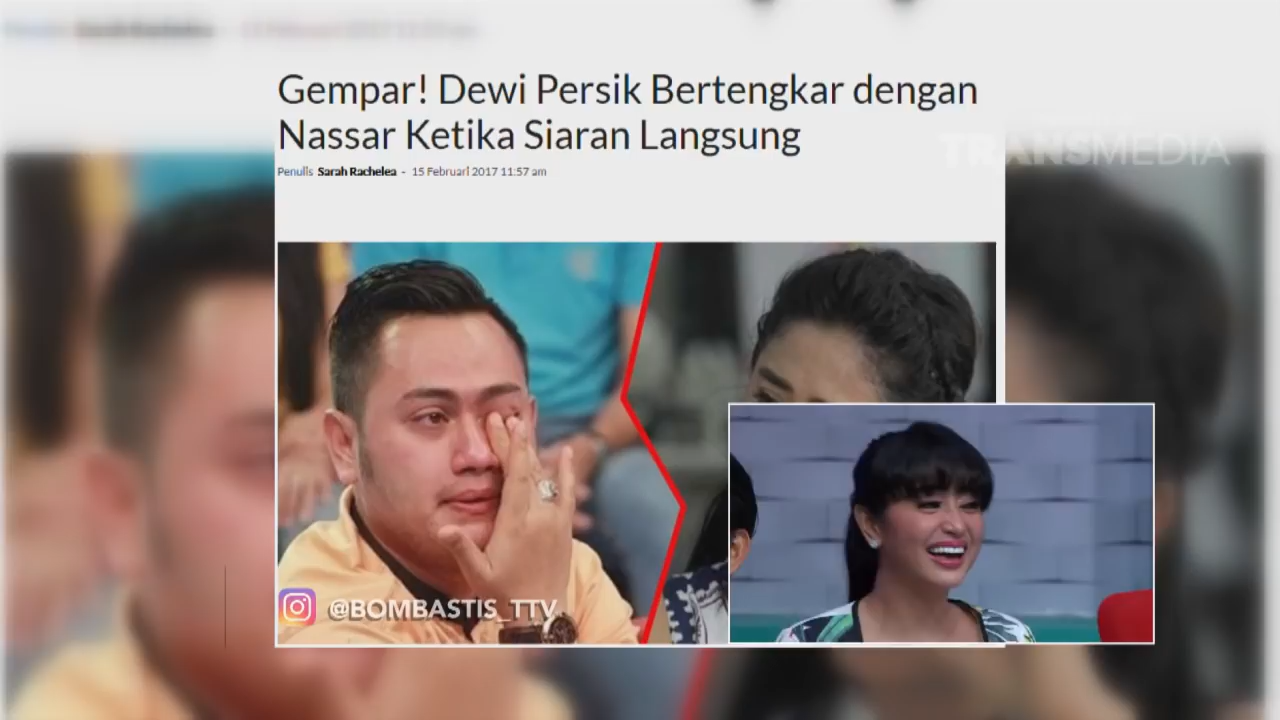 Gempar! Dewi Persik Bertengkar dengan
Nassar Ketika Siaran Langsung
Penulis Sarah Rachelea - 15 Februari 2017 11:57 am
TRANSMEDIA
@BOMBASTIS_TTV